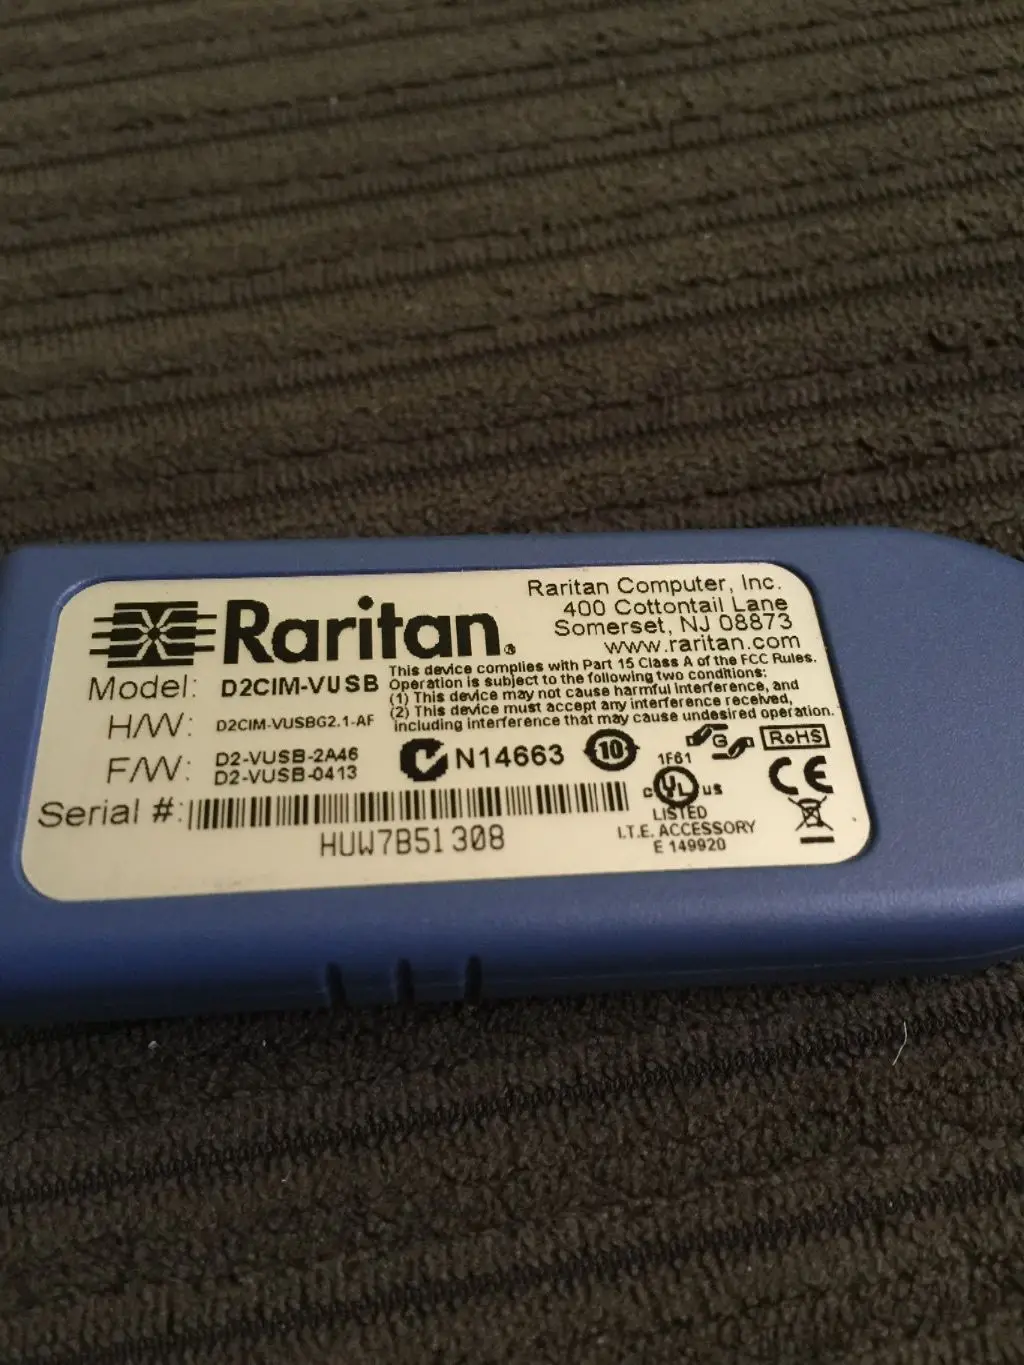 Raritan®
Raritan Computer, Inc.
400 Cottontail Lane
Somerset, NJ 08873
www.raritan.com
This device complies with Part 15 Class A of the FCC Rules.
Operation is subject to the following two conditions:
(1) This device may not cause harmful interference, and
(2) This device must accept any interference received,
including interference that may cause undesired operation.
Model: D2CIM-VUSB
H/W: D2CIM-VUSBG2.1-AF
F/W: D2-VUSB-2A46
D2-VUSB-0413
N14663
10
G
RoHS
1F61
c UL us
LISTED
I.T.E. ACCESSORY
E 149920
CE
Serial #:
HUW7B51308